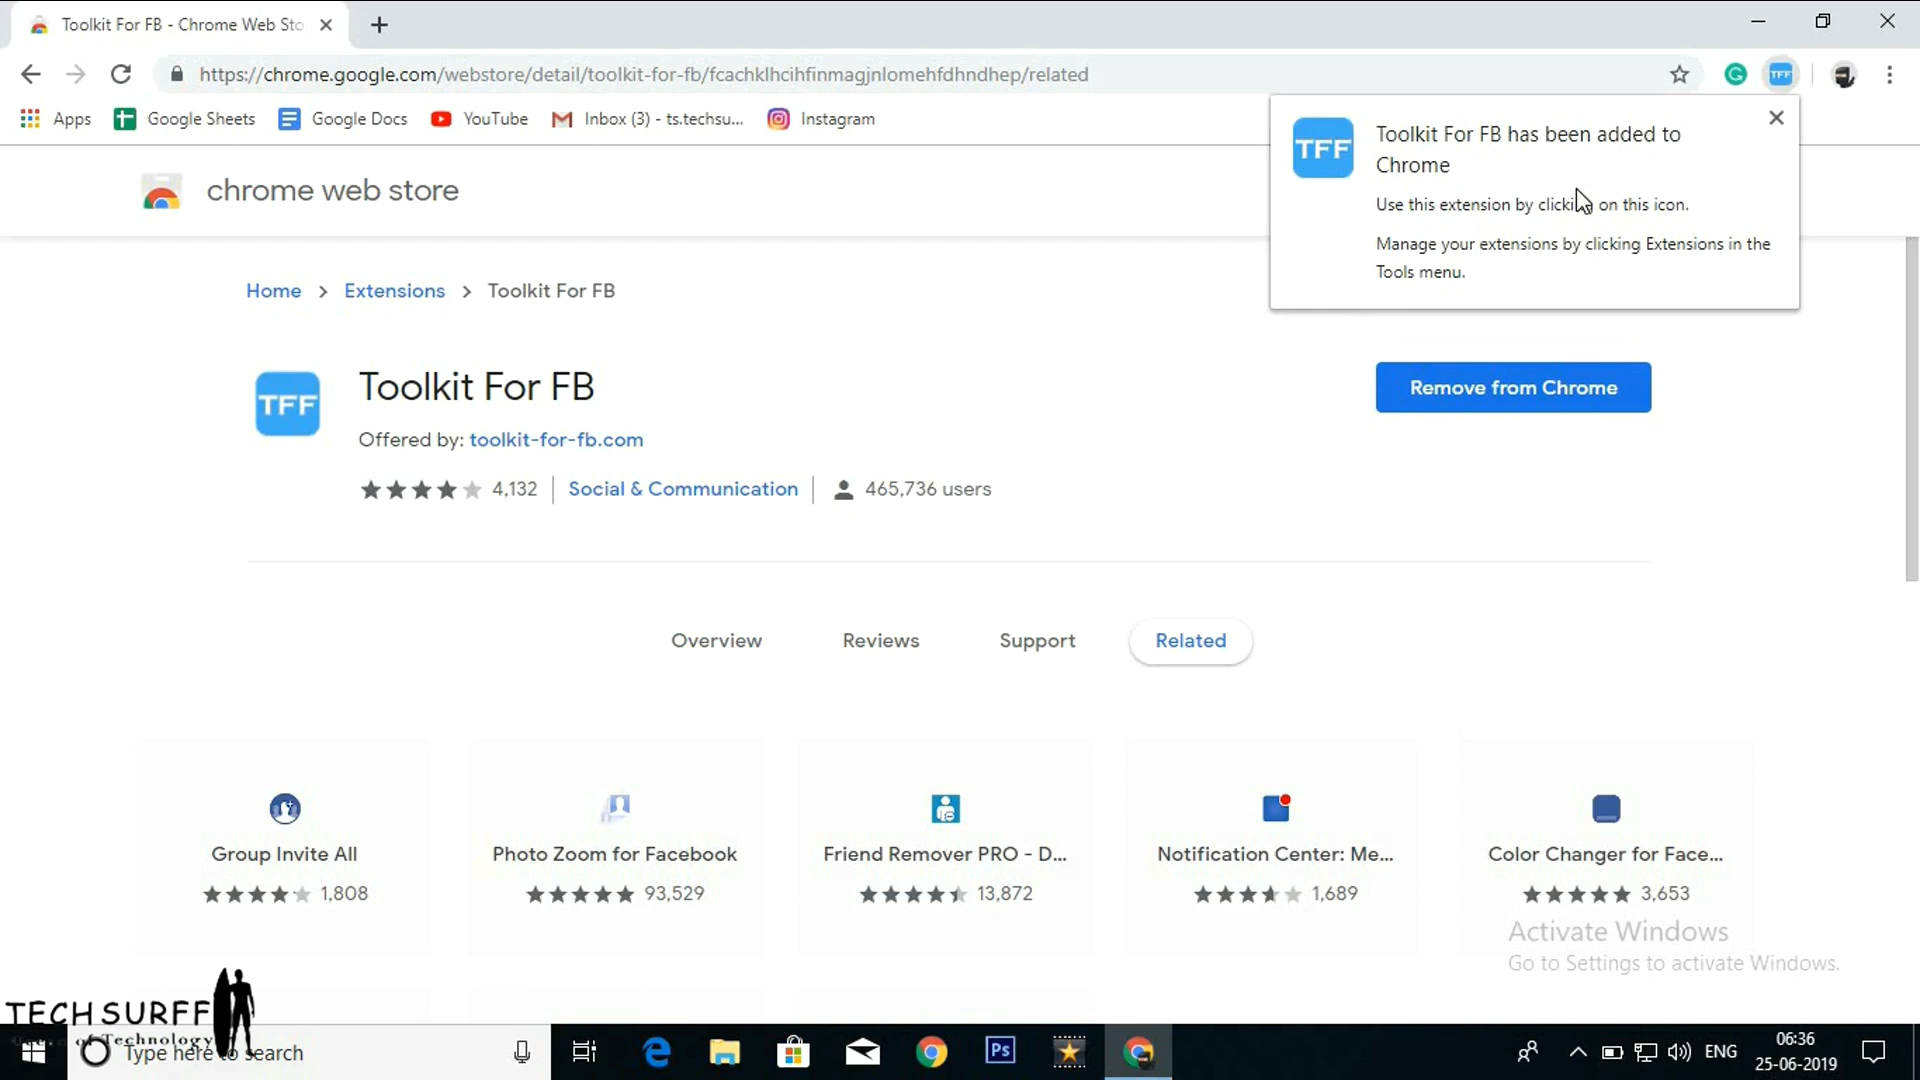 Toolkit For FB - Chrome Web Sto
https://chrome.google.com/webstore/detail/toolkit-for-fb/fcachklhcihfinmagjnlomehfdhndhep/related
TFF
Apps
Google Sheets
Google Docs
YouTube
Inbox (3) - ts.techsu...
Instagram
TFF
Toolkit For FB has been added to
Chrome
Use this extension by clicking on this icon.
Manage your extensions by clicking Extensions in the
Tools menu.
chrome web store
Home > Extensions > Toolkit For FB
TFF
Toolkit For FB
Remove from Chrome
Offered by: toolkit-for-fb.com
4,132
Social & Communication
465,736 users
Overview
Reviews
Support
Related
Group Invite All
1,808
Photo Zoom for Facebook
93,529
Friend Remover PRO - D...
13,872
Notification Center: Me...
1,689
Color Changer for Face...
3,653
Activate Windows
Go to Settings to activate Windows.
TECH SURFF
of Technology
Type here to search
Ps
ENG
06:36
25-06-2019